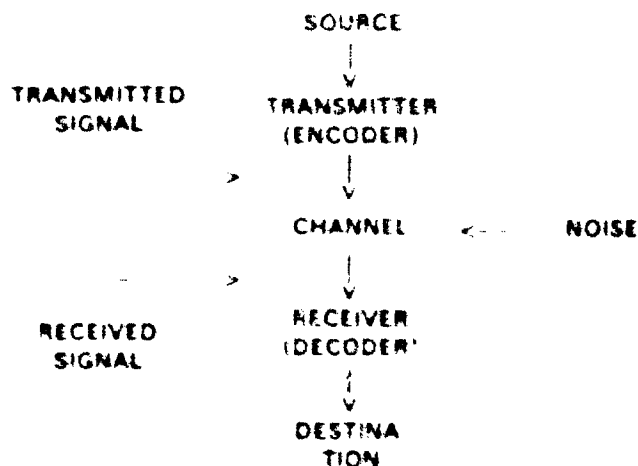 SOURCE
TRANSMITTED
SIGNAL
TRANSMITTER
(ENCODER)
CHANNEL
NOISE
RECEIVED
SIGNAL
RECEIVER
(DECODER'
DESTINA
TION